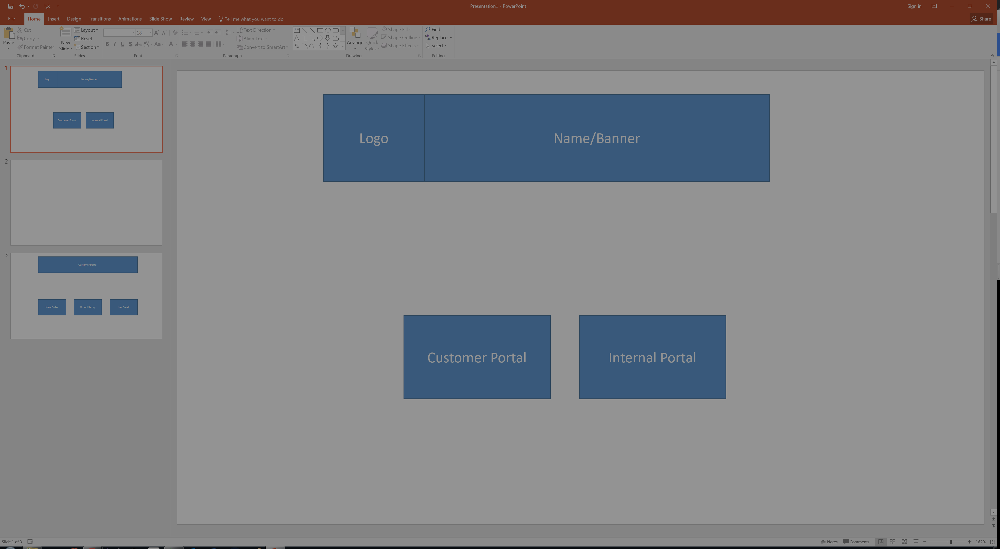 Presentation1 - PowerPoint
Sign in
File Home Insert Design Transitions Animations Slide Show Review View Tell me what you want to do
Share
Paste
Cut
Copy
Format Painter
Clipboard
New Slide
Layout
Reset
Section
Slides
18
B I U S abc AV Aa A
Font
Text Direction
Align Text
Convert to SmartArt
Paragraph
Arrange
Quick Styles
Shape Fill
Shape Outline
Shape Effects
Drawing
Find
Replace
Select
Editing
1
Logo
Name/Banner
Customer Portal
Internal Portal
2
3
Customer portal
New Order
Order History
User Details
Logo
Name/Banner
Customer Portal
Internal Portal
Slide 1 of 3
Notes
Comments
162%